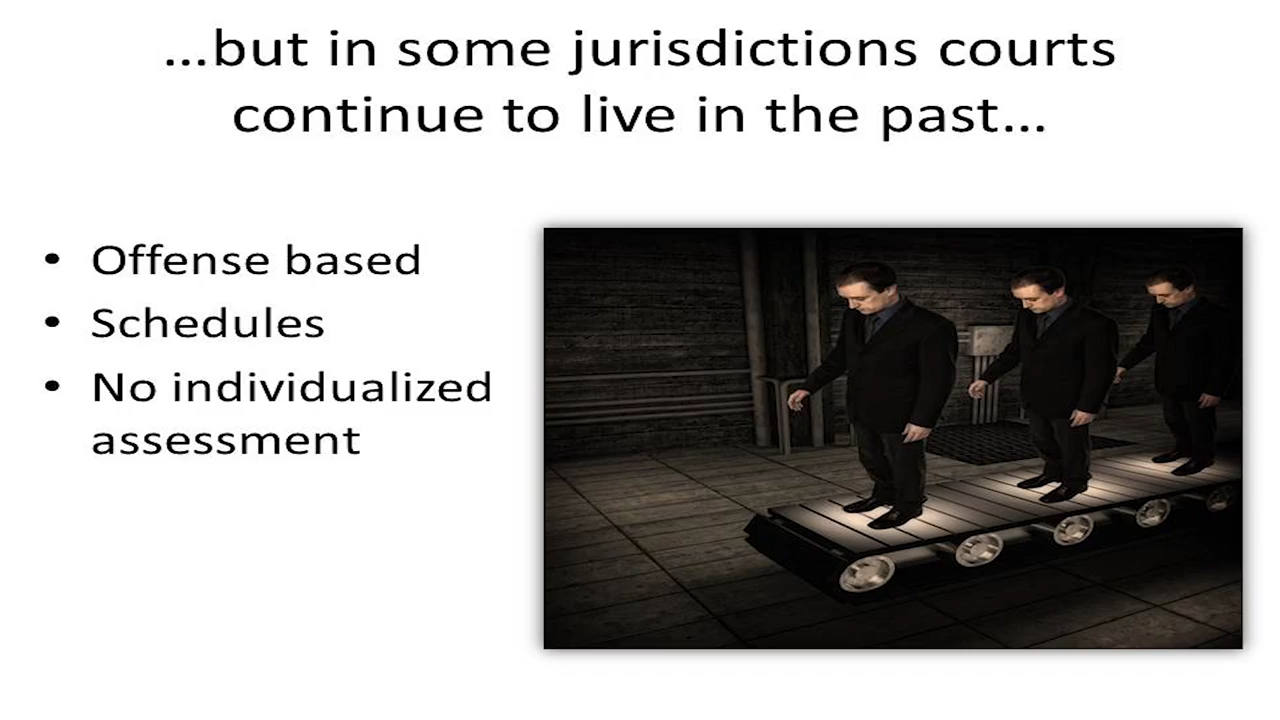 ...but in some jurisdictions courts
continue to live in the past...
• Offense based
• Schedules
• No individualized
assessment